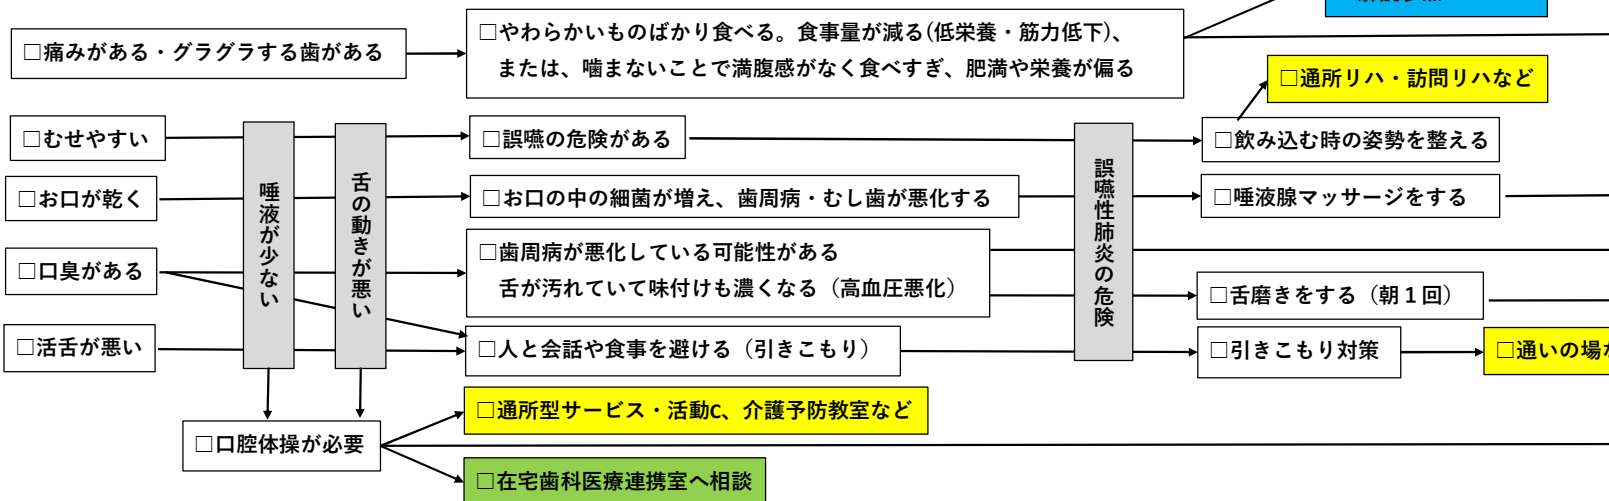 □痛みがある・グラグラする歯がある
□やわらかいものばかり食べる。食事量が減る(低栄養・筋力低下)、
または、噛まないことで満腹感がなく食べすぎ、肥満や栄養が偏る
□通所リハ・訪問リハなど
□むせやすい
□誤嚥の危険がある
□飲み込む時の姿勢を整える
□お口が乾く
□お口の中の細菌が増え、歯周病・むし歯が悪化する
□唾液腺マッサージをする
唾液が少ない
舌の動きが悪い
誤嚥性肺炎の危険
□口臭がある
□歯周病が悪化している可能性がある
舌が汚れていて味付けも濃くなる（高血圧悪化）
□舌磨きをする（朝１回）
□活舌が悪い
□人と会話や食事を避ける（引きこもり）
□引きこもり対策
□通いの場
□通所型サービス・活動C、介護予防教室など
□口腔体操が必要
□在宅歯科医療連携室へ相談